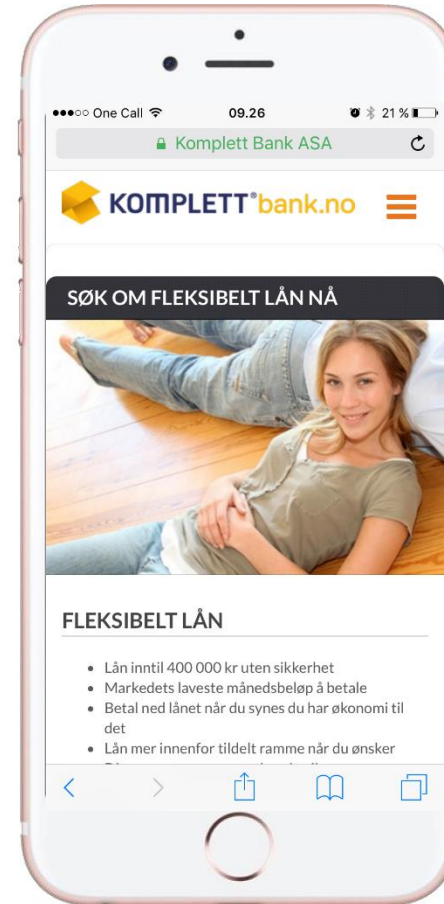 One Call 09.26 21 %
Komplett Bank ASA
KOMPLETT®bank.no
SØK OM FLEKSIBELT LÅN NÅ
FLEKSIBELT LÅN
• Lån inntil 400 000 kr uten sikkerhet
• Markedets laveste månedsbeløp å betale
• Betal ned lånet når du synes du har økonomi til
det
• Lån mer innenfor tildelt ramme når du ønsker